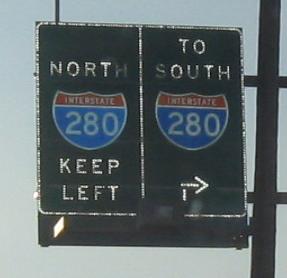 NORTH
INTERSTATE
280
KEEP
LEFT
TO
SOUTH
INTERSTATE
280